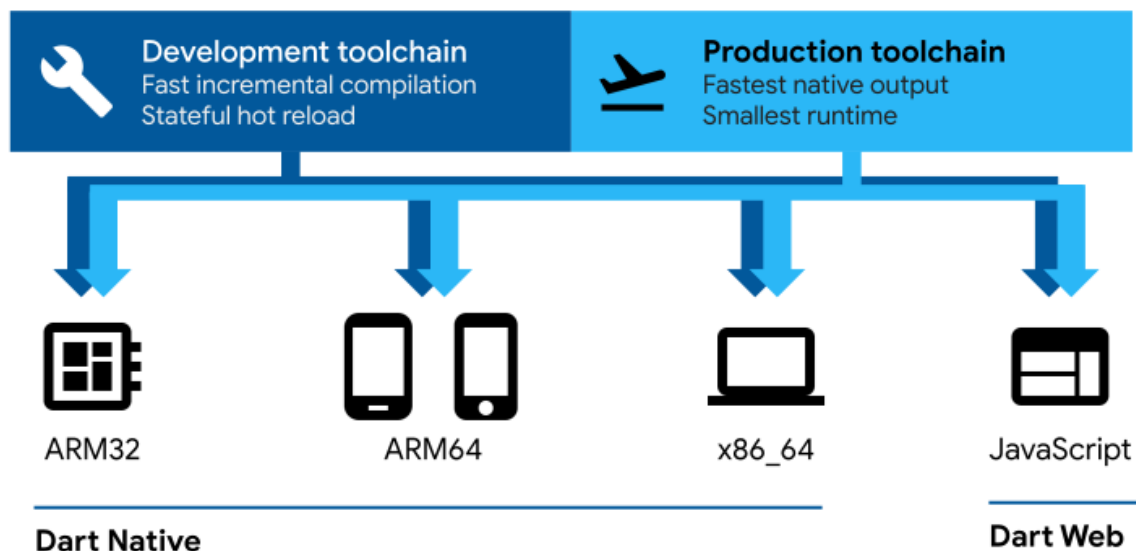 Development toolchain
Fast incremental compilation
Stateful hot reload
Production toolchain
Fastest native output
Smallest runtime
ARM32
ARM64
x86_64
JavaScript
Dart Native
Dart Web